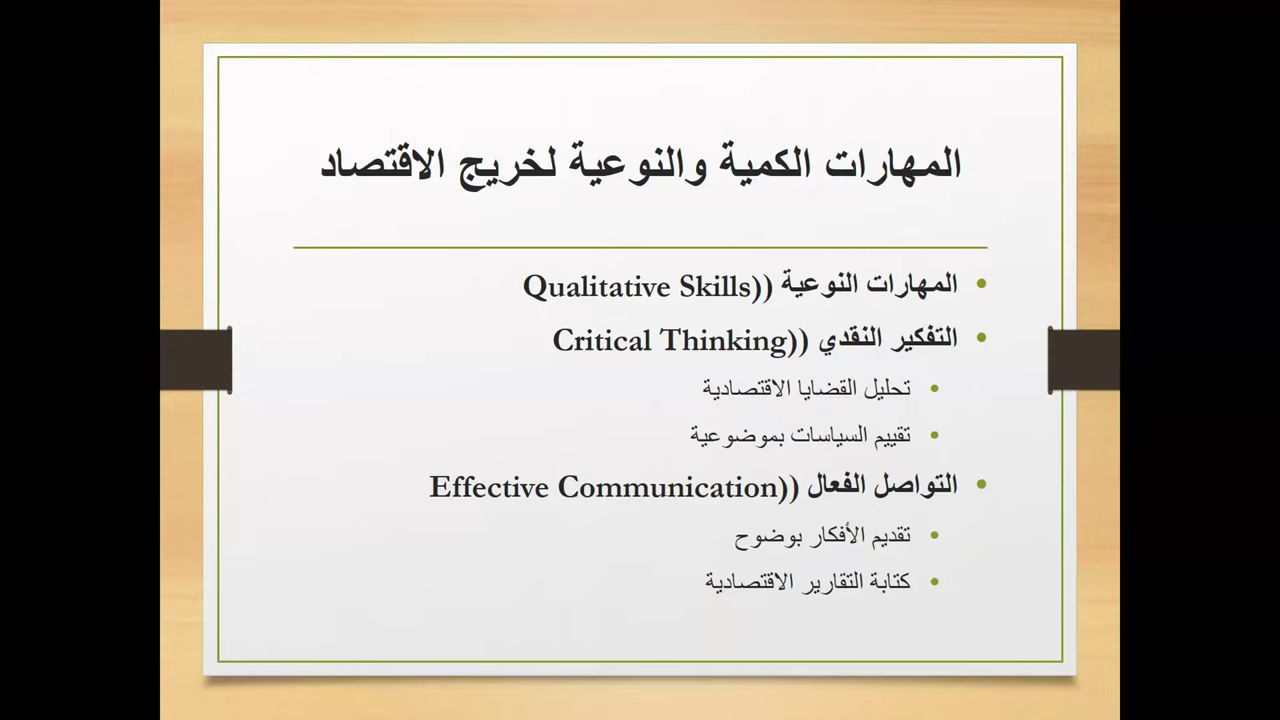 المهارات الكمية والنوعية لخريج الاقتصاد
المهارات النوعية ((Qualitative Skills
التفكير النقدي ((Critical Thinking
تحليل القضايا الاقتصادية
تقييم السياسات بموضوعية
التواصل الفعال ((Effective Communication
تقديم الأفكار بوضوح
كتابة التقارير الاقتصادية